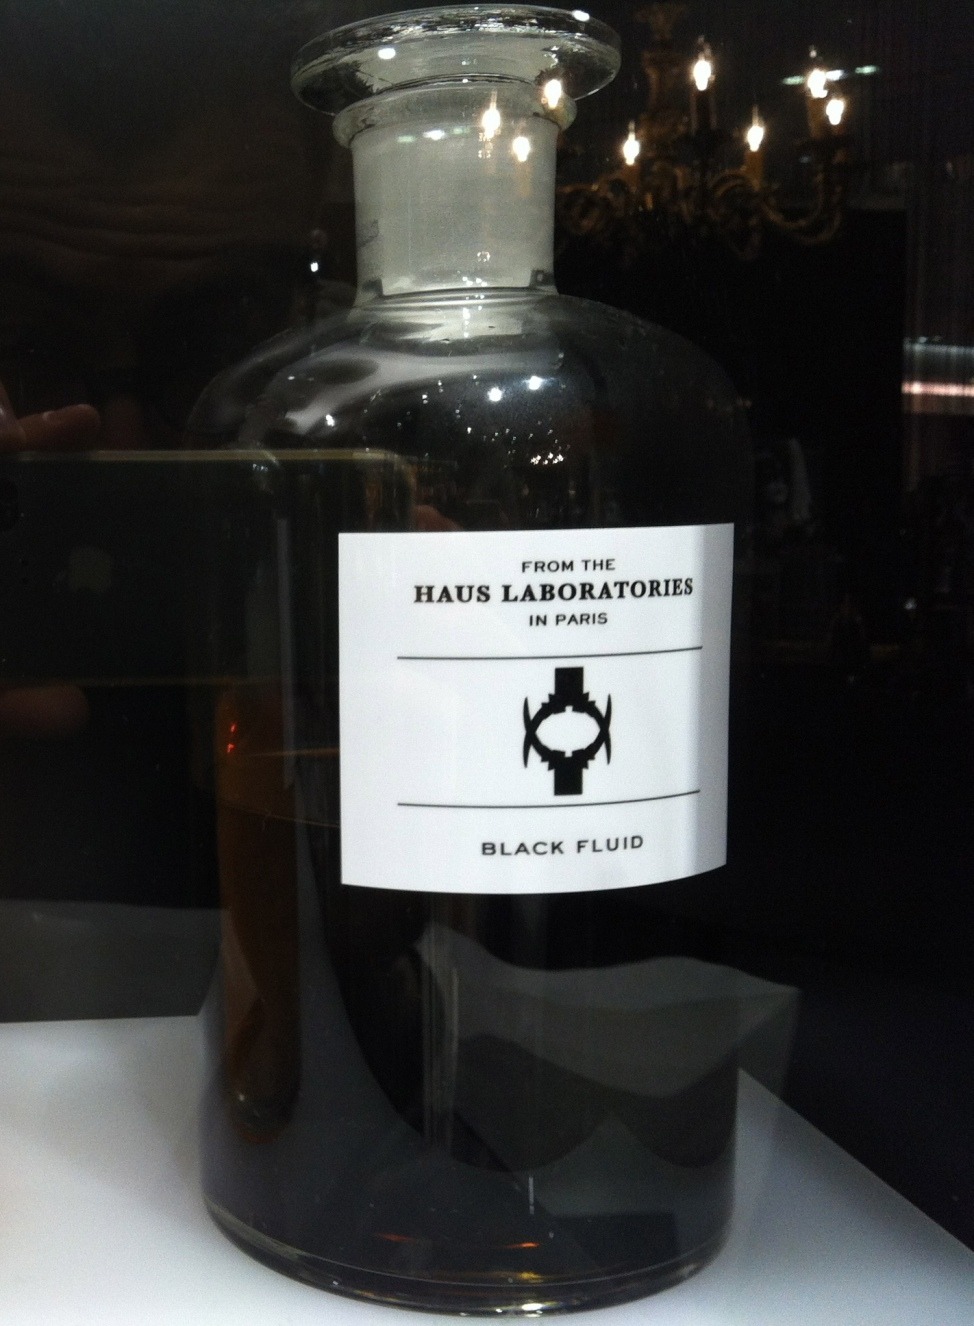 FROM THE
HAUS LABORATORIES
IN PARIS
BLACK FLUID